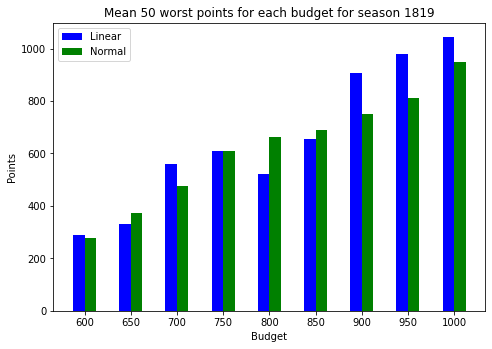 Mean 50 worst points for each budget for season 1819
Linear
Normal
Points
1000
800
600
400
200
0
600 650 700 750 800 850 900 950 1000
Budget